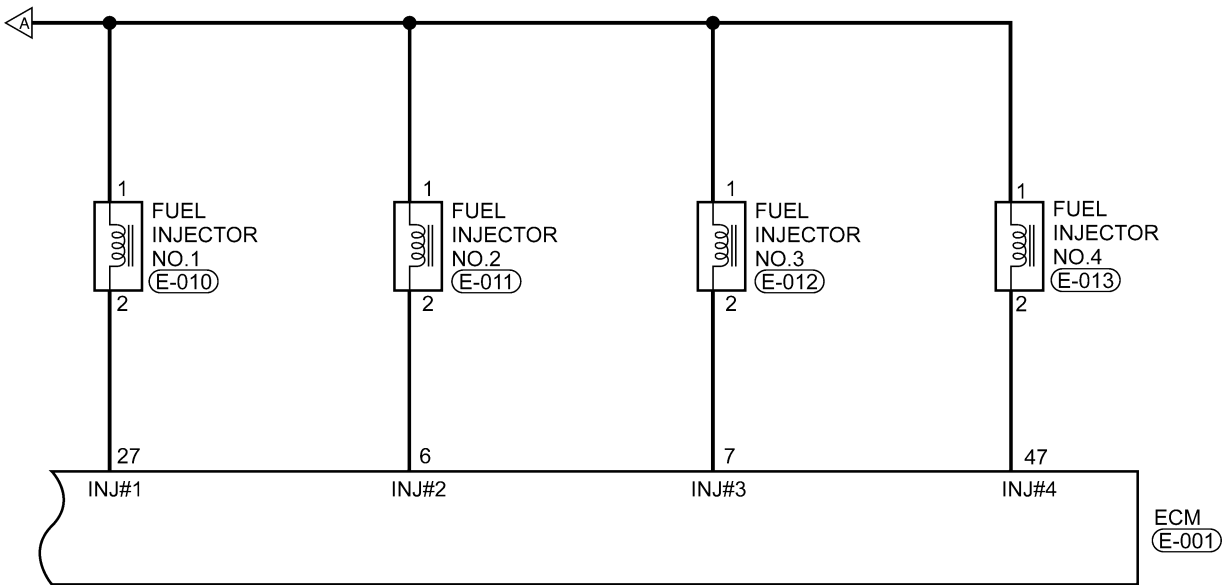 A
1
FUEL
INJECTOR
NO.1
E-010
2
1
FUEL
INJECTOR
NO.2
E-011
2
1
FUEL
INJECTOR
NO.3
E-012
2
1
FUEL
INJECTOR
NO.4
E-013
2
27
6
7
47
INJ#1
INJ#2
INJ#3
INJ#4
ECM
E-001